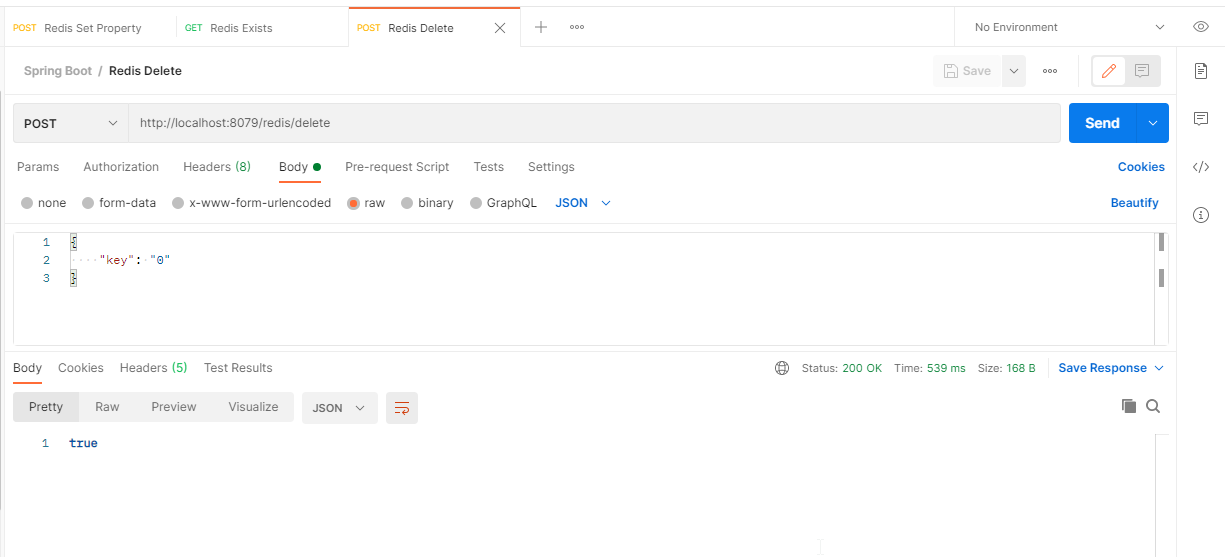 POST Redis Set Property GET Redis Exists POST Redis Delete No Environment
Spring Boot / Redis Delete Save
POST http://localhost:8079/redis/delete Send
Params Authorization Headers (8) Body Pre-request Script Tests Settings Cookies
none form-data x-www-form-urlencoded raw binary GraphQL JSON Beautify
1 {
2 "key": "0"
3 }
Body Cookies Headers (5) Test Results Status: 200 OK Time: 539 ms Size: 168 B Save Response
Pretty Raw Preview Visualize JSON
1 true